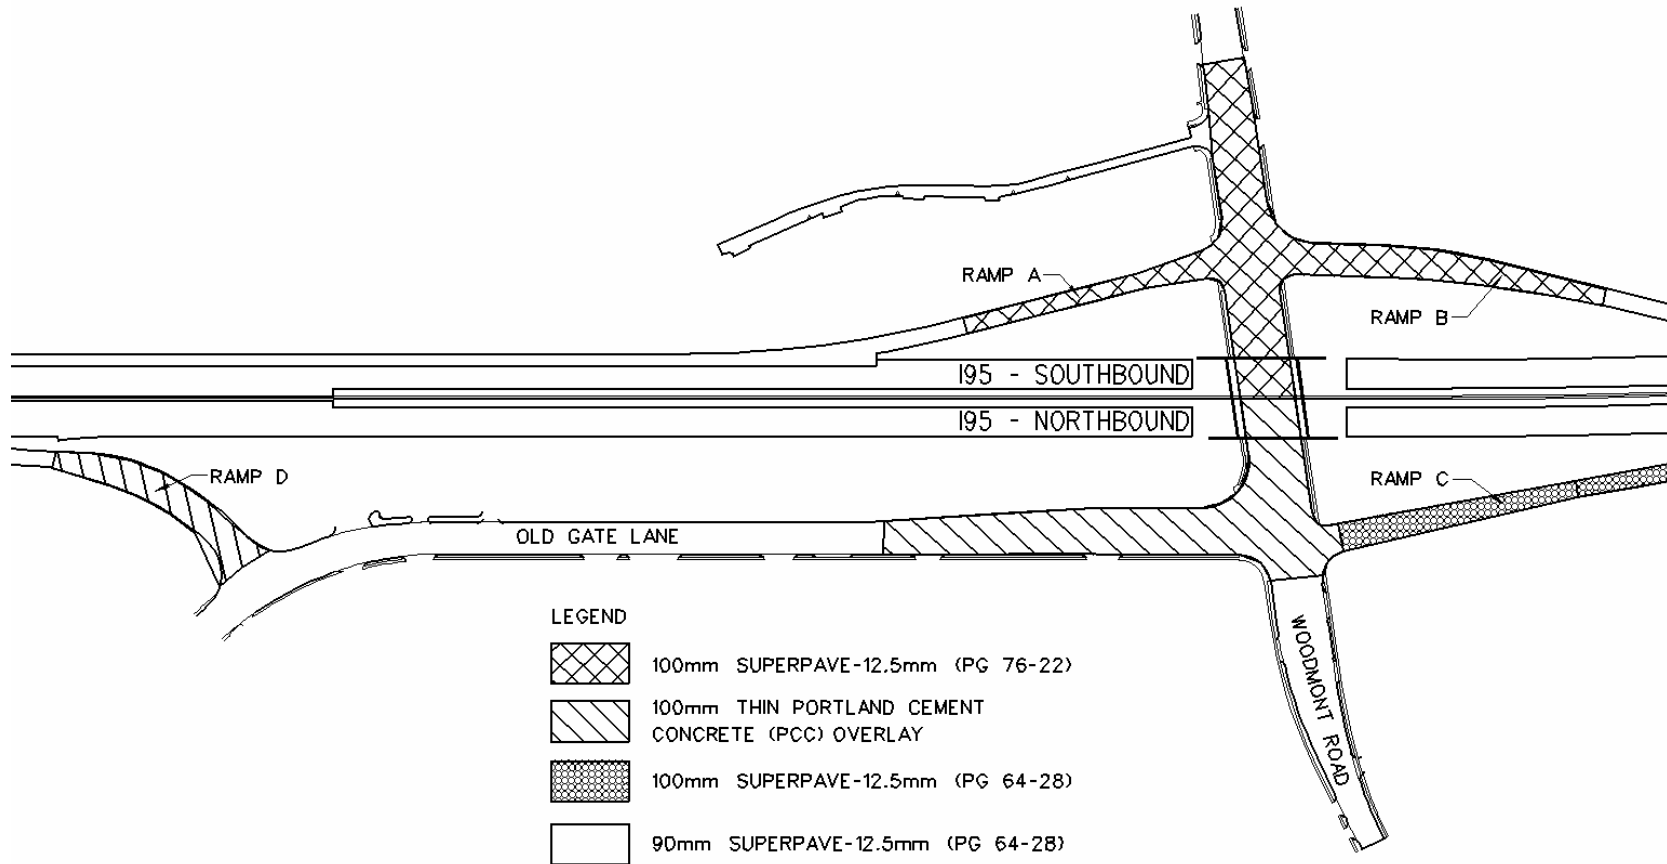 RAMP A
RAMP B
I95 - SOUTHBOUND
I95 - NORTHBOUND
RAMP D
RAMP C
OLD GATE LANE
WOODMONT ROAD
LEGEND
100mm SUPERPAVE-12.5mm (PG 76-22)
100mm THIN PORTLAND CEMENT
CONCRETE (PCC) OVERLAY
100mm SUPERPAVE-12.5mm (PG 64-28)
90mm SUPERPAVE-12.5mm (PG 64-28)